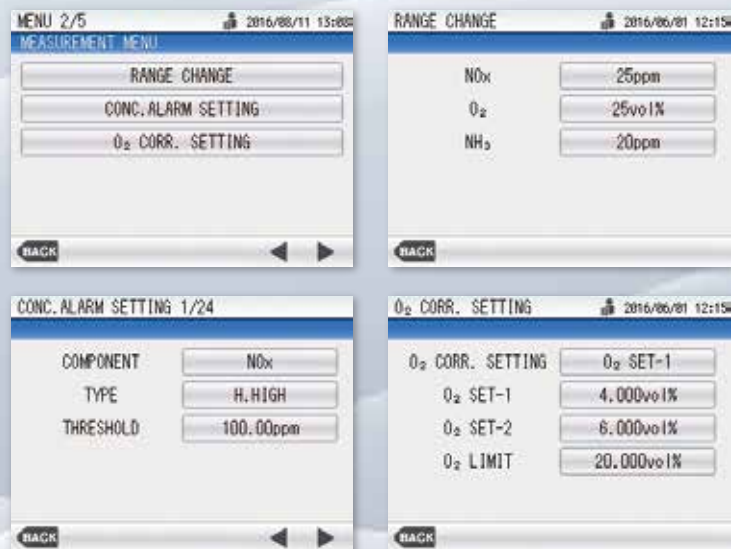 MENU 2/5 2016/08/11 13:08
MEASUREMENT MENU
RANGE CHANGE
CONC.ALARM SETTING
O₂ CORR. SETTING
BACK
RANGE CHANGE 2016/06/01 12:15
NOx 25ppm
O₂ 25vol%
NH₃ 20ppm
BACK
CONC.ALARM SETTING 1/24
COMPONENT NOx
TYPE H.HIGH
THRESHOLD 100.00ppm
BACK
O₂ CORR. SETTING 2016/06/01 12:15
O₂ CORR. SETTING O₂ SET-1
O₂ SET-1 4.000vol%
O₂ SET-2 6.000vol%
O₂ LIMIT 20.000vol%
BACK